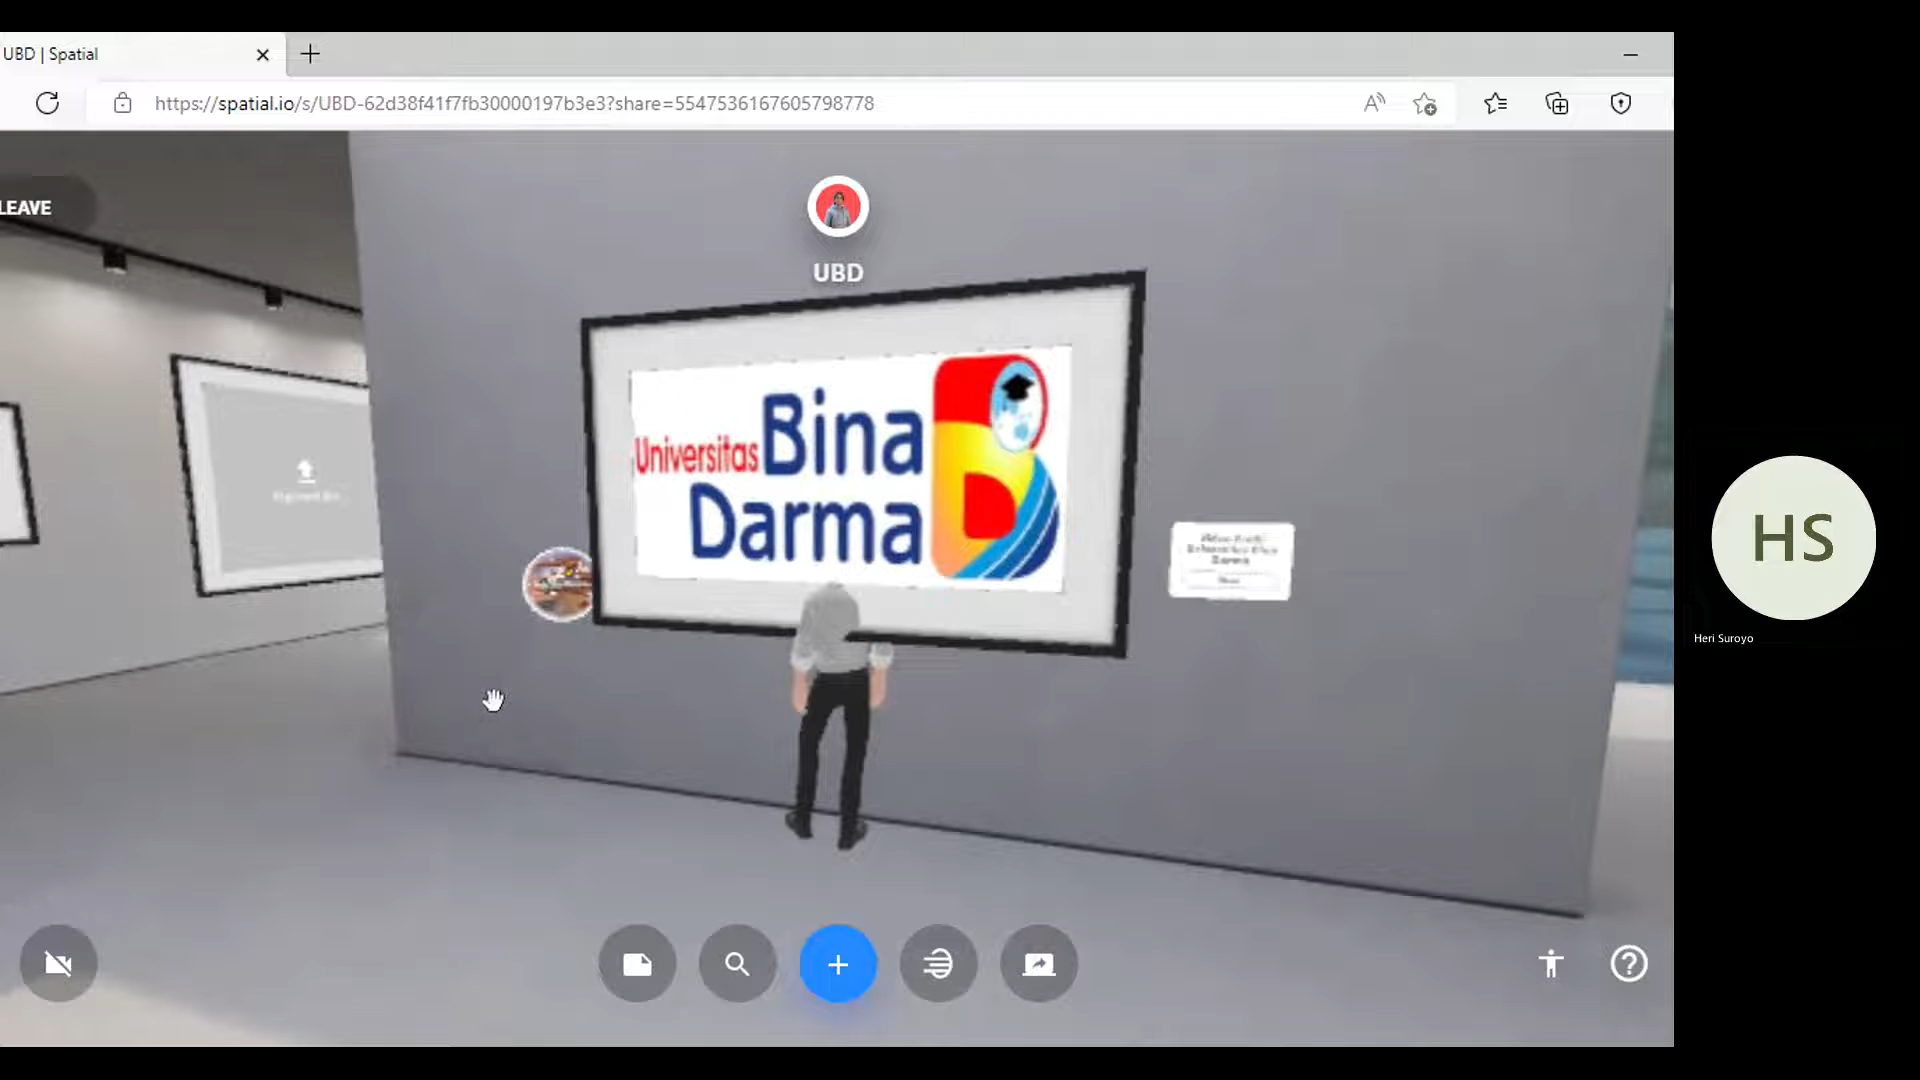 UBD | Spatial
https://spatial.io/s/UBD-62d38f41f7fb30000197b3e3?share=5547536167605798778
LEAVE
UBD
Universitas Bina
Darma
HS
Heri Suroyo